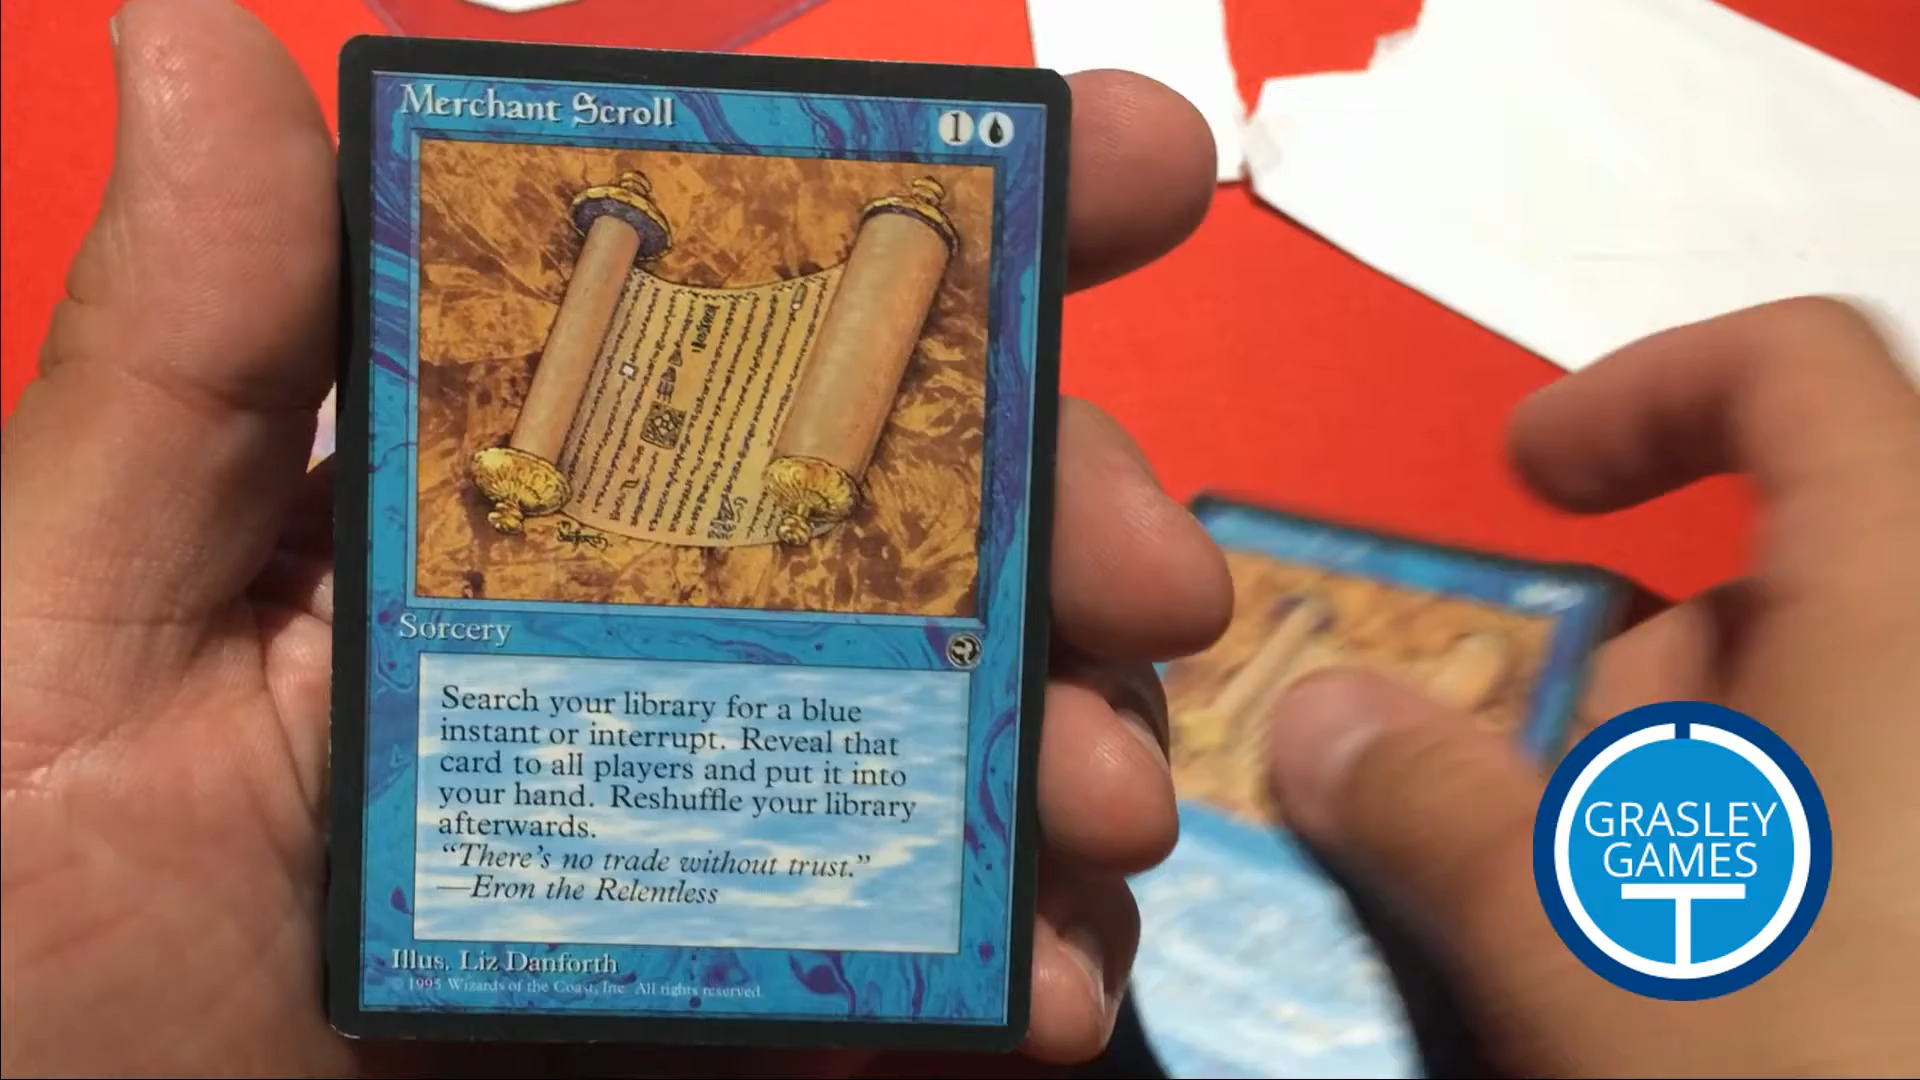 Merchant Scroll
1
Sorcery
Search your library for a blue
instant or interrupt. Reveal that
card to all players and put it into
your hand. Reshuffle your library
afterwards.
"There's no trade without trust."
—Eron the Relentless
Illus. Liz Danforth
© 1995 Wizards of the Coast, Inc. All rights reserved.
GRASLEY
GAMES